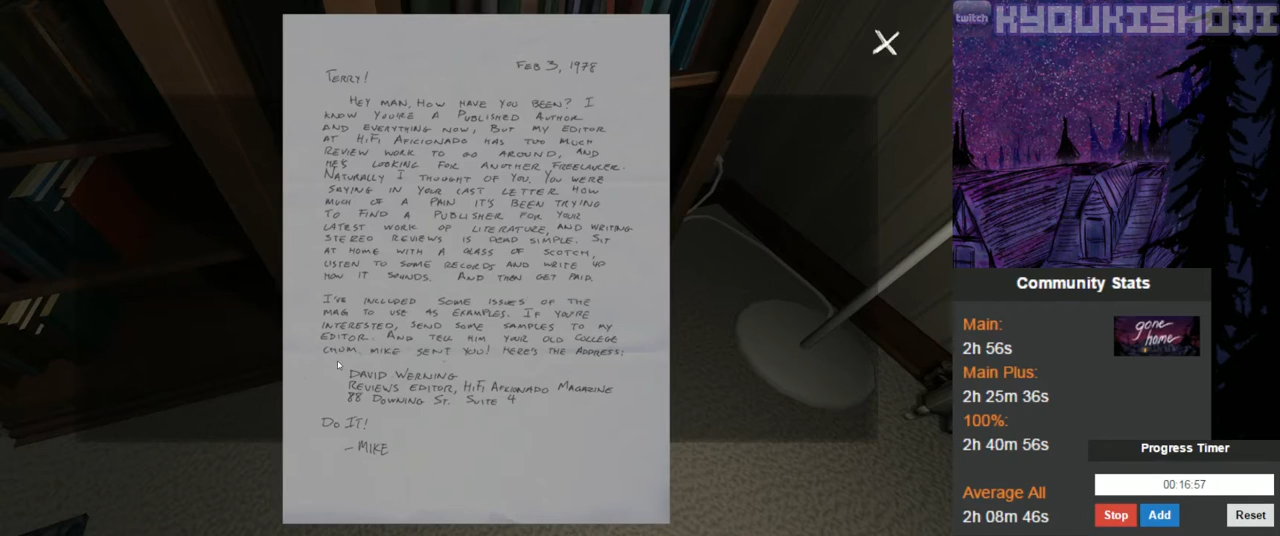 FEB 3, 1978
TERRY!
HEY MAN, HOW HAVE YOU BEEN? I
KNOW YOU'RE A PUBLISHED AUTHOR
AND EVERYTHING NOW, BUT MY EDITOR
AT HIFI AFICIONADO HAS TOO MUCH
REVIEW WORK TO GO AROUND, AND
HE'S LOOKING FOR ANOTHER FREELANCER.
NATURALLY I THOUGHT OF YOU. YOU WERE
SAYING IN YOUR LAST LETTER HOW
MUCH OF A PAIN IT'S BEEN TRYING
TO FIND A PUBLISHER FOR YOUR
LATEST WORK OF LITERATURE, AND WRITING
STEREO REVIEWS IS DEAD SIMPLE. SIT
AT HOME WITH A GLASS OF SCOTCH,
LISTEN TO SOME RECORDS AND WRITE UP
HOW IT SOUNDS. AND THEN GET PAID.
I'VE INCLUDED SOME ISSUES OF THE
MAG TO USE AS EXAMPLES. IF YOU'RE
INTERESTED, SEND SOME SAMPLES TO MY
EDITOR. AND TELL HIM YOUR OLD COLLEGE
CHUM MIKE SENT YOU! HERE'S THE ADDRESS:
DAVID WERNING
REVIEWS EDITOR, HIFI AFICIONADO MAGAZINE
88 DOWNING ST. SUITE 4
DO IT!
- MIKE
twitch KYOUKISHOJI
Community Stats
Main:
2h 56s
gone home
Main Plus:
2h 25m 36s
100%:
2h 40m 56s
Average All
2h 08m 46s
Progress Timer
00:16:57
Stop Add Reset